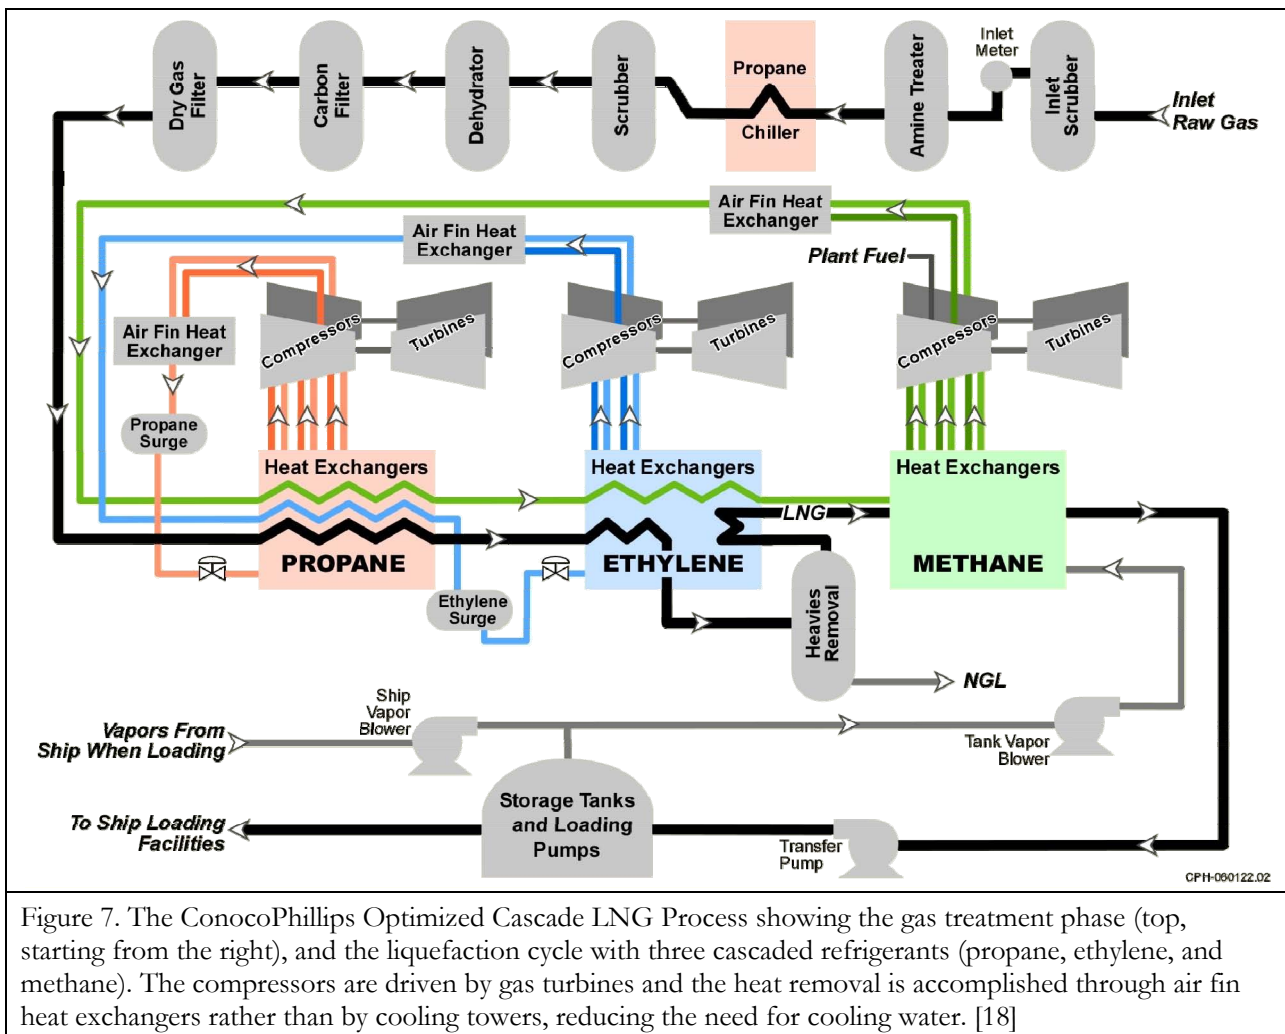 Dry Gas
Filter
Carbon
Filter
Dehydrator
Scrubber
Propane
Chiller
Amine Treater
Inlet
Meter
Inlet
Scrubber
Inlet
Raw Gas
Air Fin Heat
Exchanger
Air Fin Heat
Exchanger
Plant Fuel
Air Fin Heat
Exchanger
Compressors
Turbines
Compressors
Turbines
Compressors
Turbines
Propane
Surge
Heat Exchangers
PROPANE
Heat Exchangers
ETHYLENE
LNG
Heat Exchangers
METHANE
Ethylene
Surge
Heavies
Removal
NGL
Ship
Vapor
Blower
Vapors From
Ship When Loading
Tank Vapor
Blower
Storage Tanks
and Loading
Pumps
To Ship Loading
Facilities
Transfer
Pump
CPH-060122.02
Figure 7. The ConocoPhillips Optimized Cascade LNG Process showing the gas treatment phase (top,
starting from the right), and the liquefaction cycle with three cascaded refrigerants (propane, ethylene, and
methane). The compressors are driven by gas turbines and the heat removal is accomplished through air fin
heat exchangers rather than by cooling towers, reducing the need for cooling water. [18]